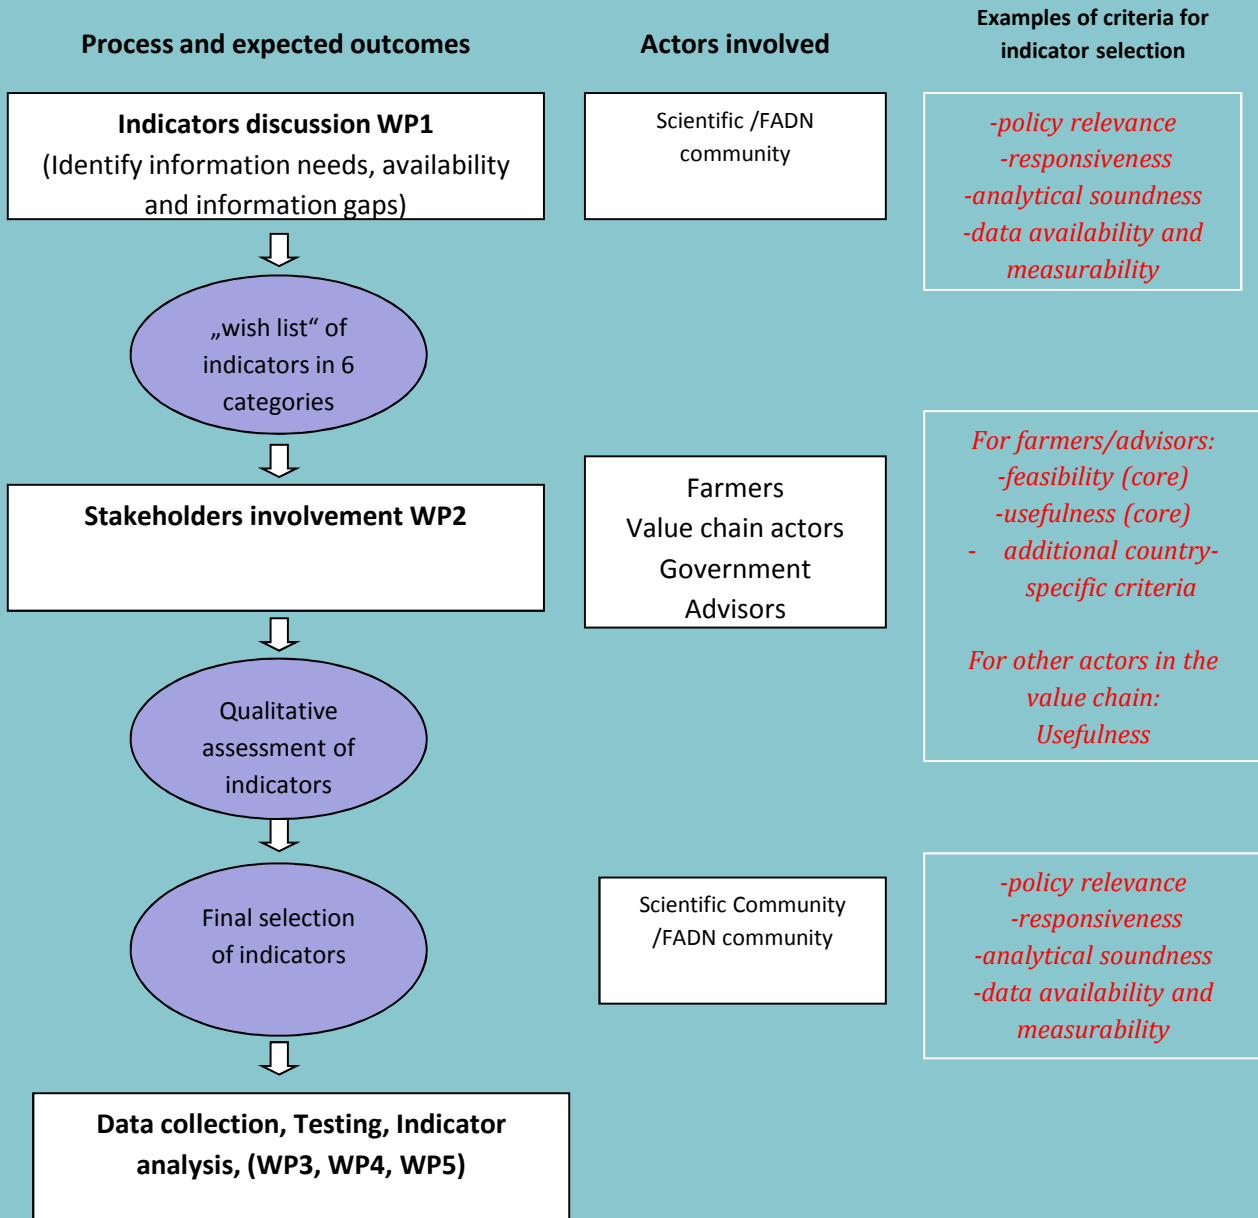 Process and expected outcomes
Actors involved
Examples of criteria for
indicator selection
Indicators discussion WP1
(Identify information needs, availability
and information gaps)
Scientific /FADN
community
-policy relevance
-responsiveness
-analytical soundness
-data availability and
measurability
„wish list“ of
indicators in 6
categories
Stakeholders involvement WP2
Farmers
Value chain actors
Government
Advisors
For farmers/advisors:
-feasibility (core)
-usefulness (core)
- additional country-
specific criteria
For other actors in the
value chain:
Usefulness
Qualitative
assessment of
indicators
Final selection
of indicators
Scientific Community
/FADN community
-policy relevance
-responsiveness
-analytical soundness
-data availability and
measurability
Data collection, Testing, Indicator
analysis, (WP3, WP4, WP5)